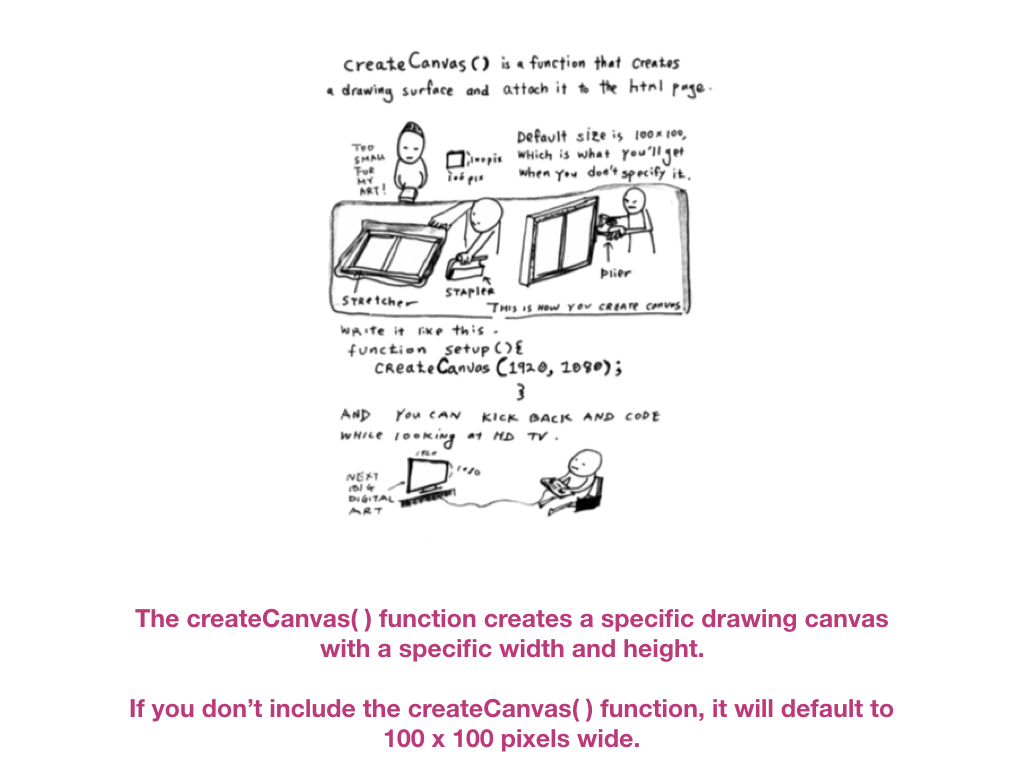 createCanvas() is a function that creates
a drawing surface and attach it to the html page.
TOO
SMALL
FOR
MY
ART!
100pix
100 pix
Default size is 100x100,
which is what you'll get
when you don't specify it.
STRetcher
STAPlER
Plier
THIS IS HOW YOU CREATE CANVAS.
WRite it like this.
function setup(){
createCanvas (1920, 1080);
}
AND YOU CAN KICK BACK AND CODE
WHILE lOOKING at HD TV.
1920
1080
NEXT
BIG
DIGITAL
ART
The createCanvas( ) function creates a specific drawing canvas
with a specific width and height.
If you don’t include the createCanvas( ) function, it will default to
100 x 100 pixels wide.